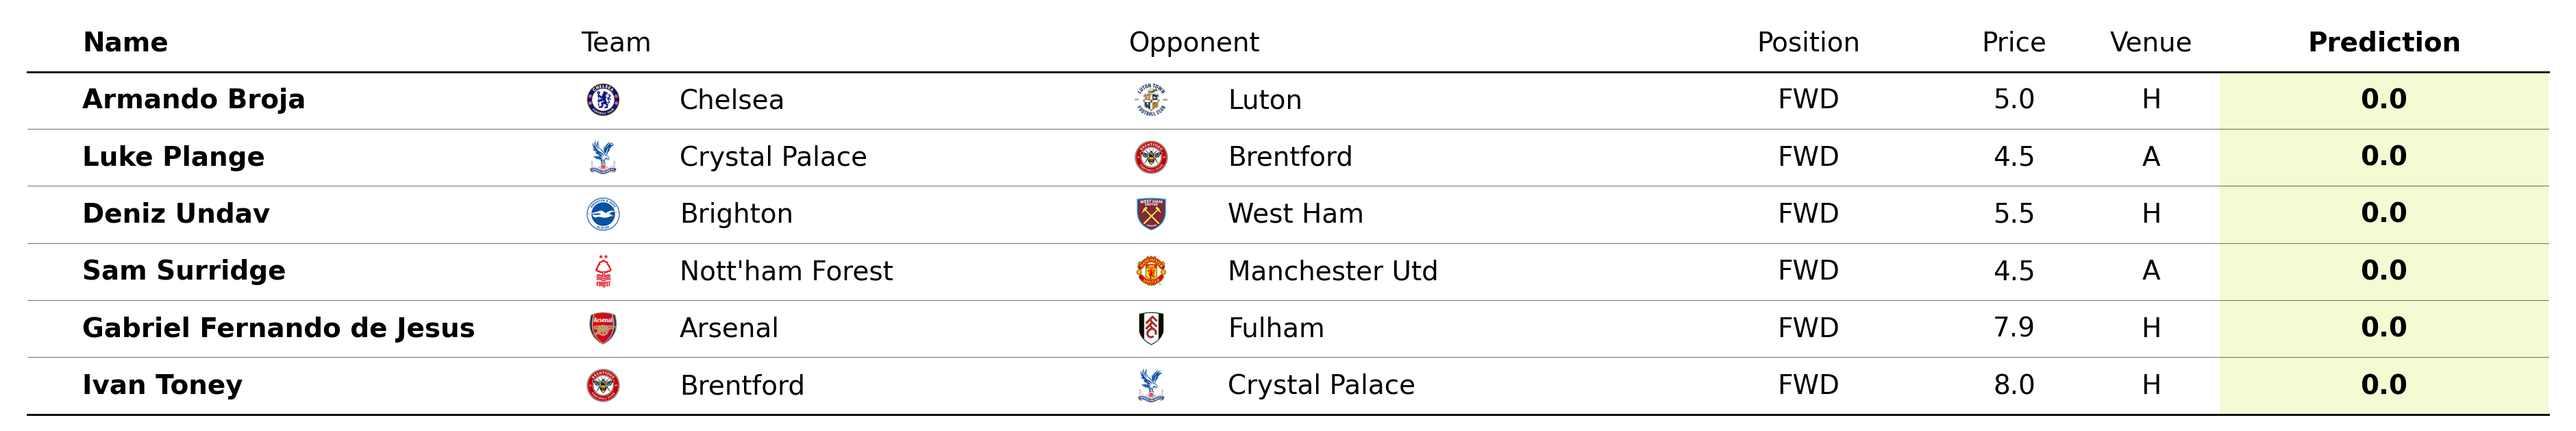 Name Team Opponent Position Price Venue Prediction
Armando Broja Chelsea Luton FWD 5.0 H 0.0
Luke Plange Crystal Palace Brentford FWD 4.5 A 0.0
Deniz Undav Brighton West Ham FWD 5.5 H 0.0
Sam Surridge Nott'ham Forest Manchester Utd FWD 4.5 A 0.0
Gabriel Fernando de Jesus Arsenal Fulham FWD 7.9 H 0.0
Ivan Toney Brentford Crystal Palace FWD 8.0 H 0.0